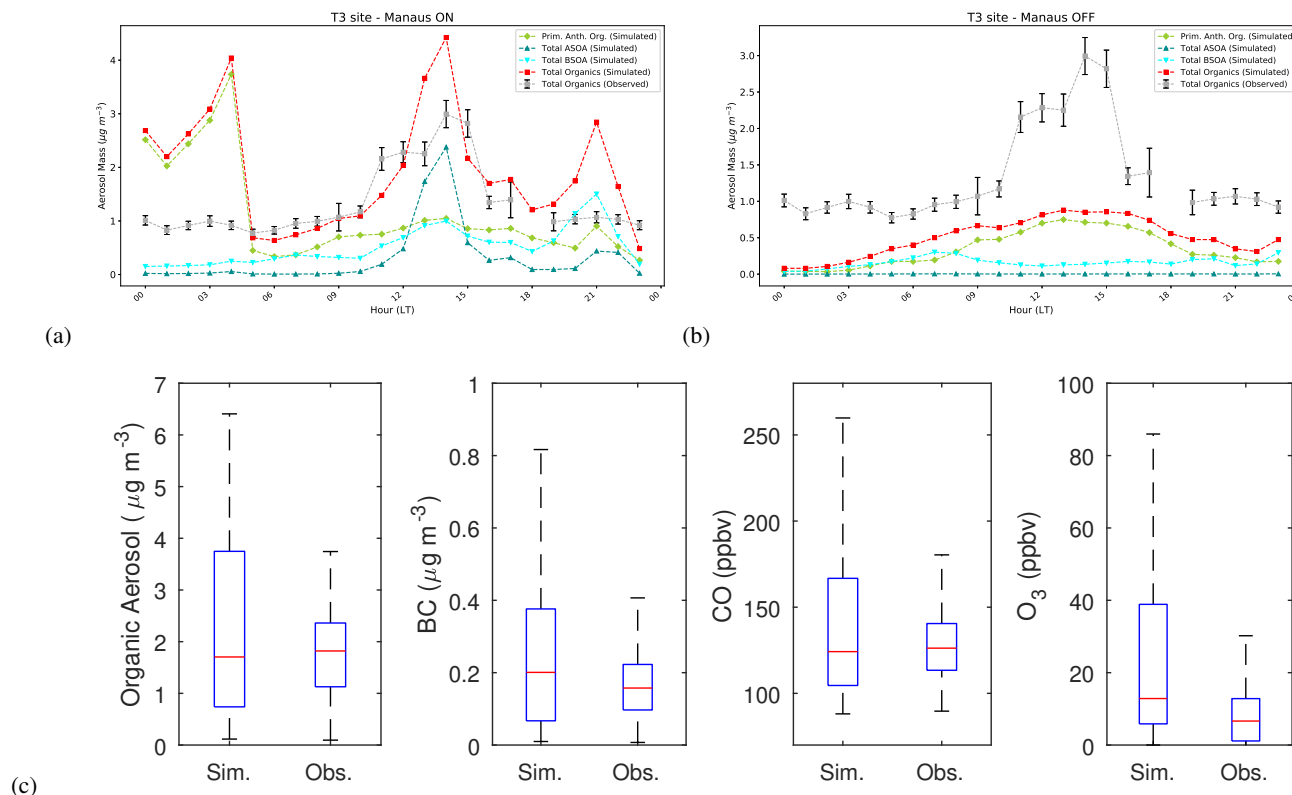 T3 site - Manaus ON
Aerosol Mass (μg m⁻³)
4
3
2
1
0
Prim. Anth. Org. (Simulated)
Total ASOA (Simulated)
Total BSOA (Simulated)
Total Organics (Simulated)
Total Organics (Observed)
00 03 06 09 12 15 18 21 00
Hour (LT)
(a)
T3 site - Manaus OFF
Aerosol Mass (μg m⁻³)
3.0
2.5
2.0
1.5
1.0
0.5
0.0
Prim. Anth. Org. (Simulated)
Total ASOA (Simulated)
Total BSOA (Simulated)
Total Organics (Simulated)
Total Organics (Observed)
00 03 06 09 12 15 18 21
Hour (LT)
(b)
Organic Aerosol ( μg m⁻³)
7
6
5
4
3
2
1
0
Sim. Obs.
BC ( μg m⁻³)
1
0.8
0.6
0.4
0.2
0
Sim. Obs.
CO (ppbv)
250
200
150
100
Sim. Obs.
O₃ (ppbv)
100
80
60
40
20
0
Sim. Obs.
(c)